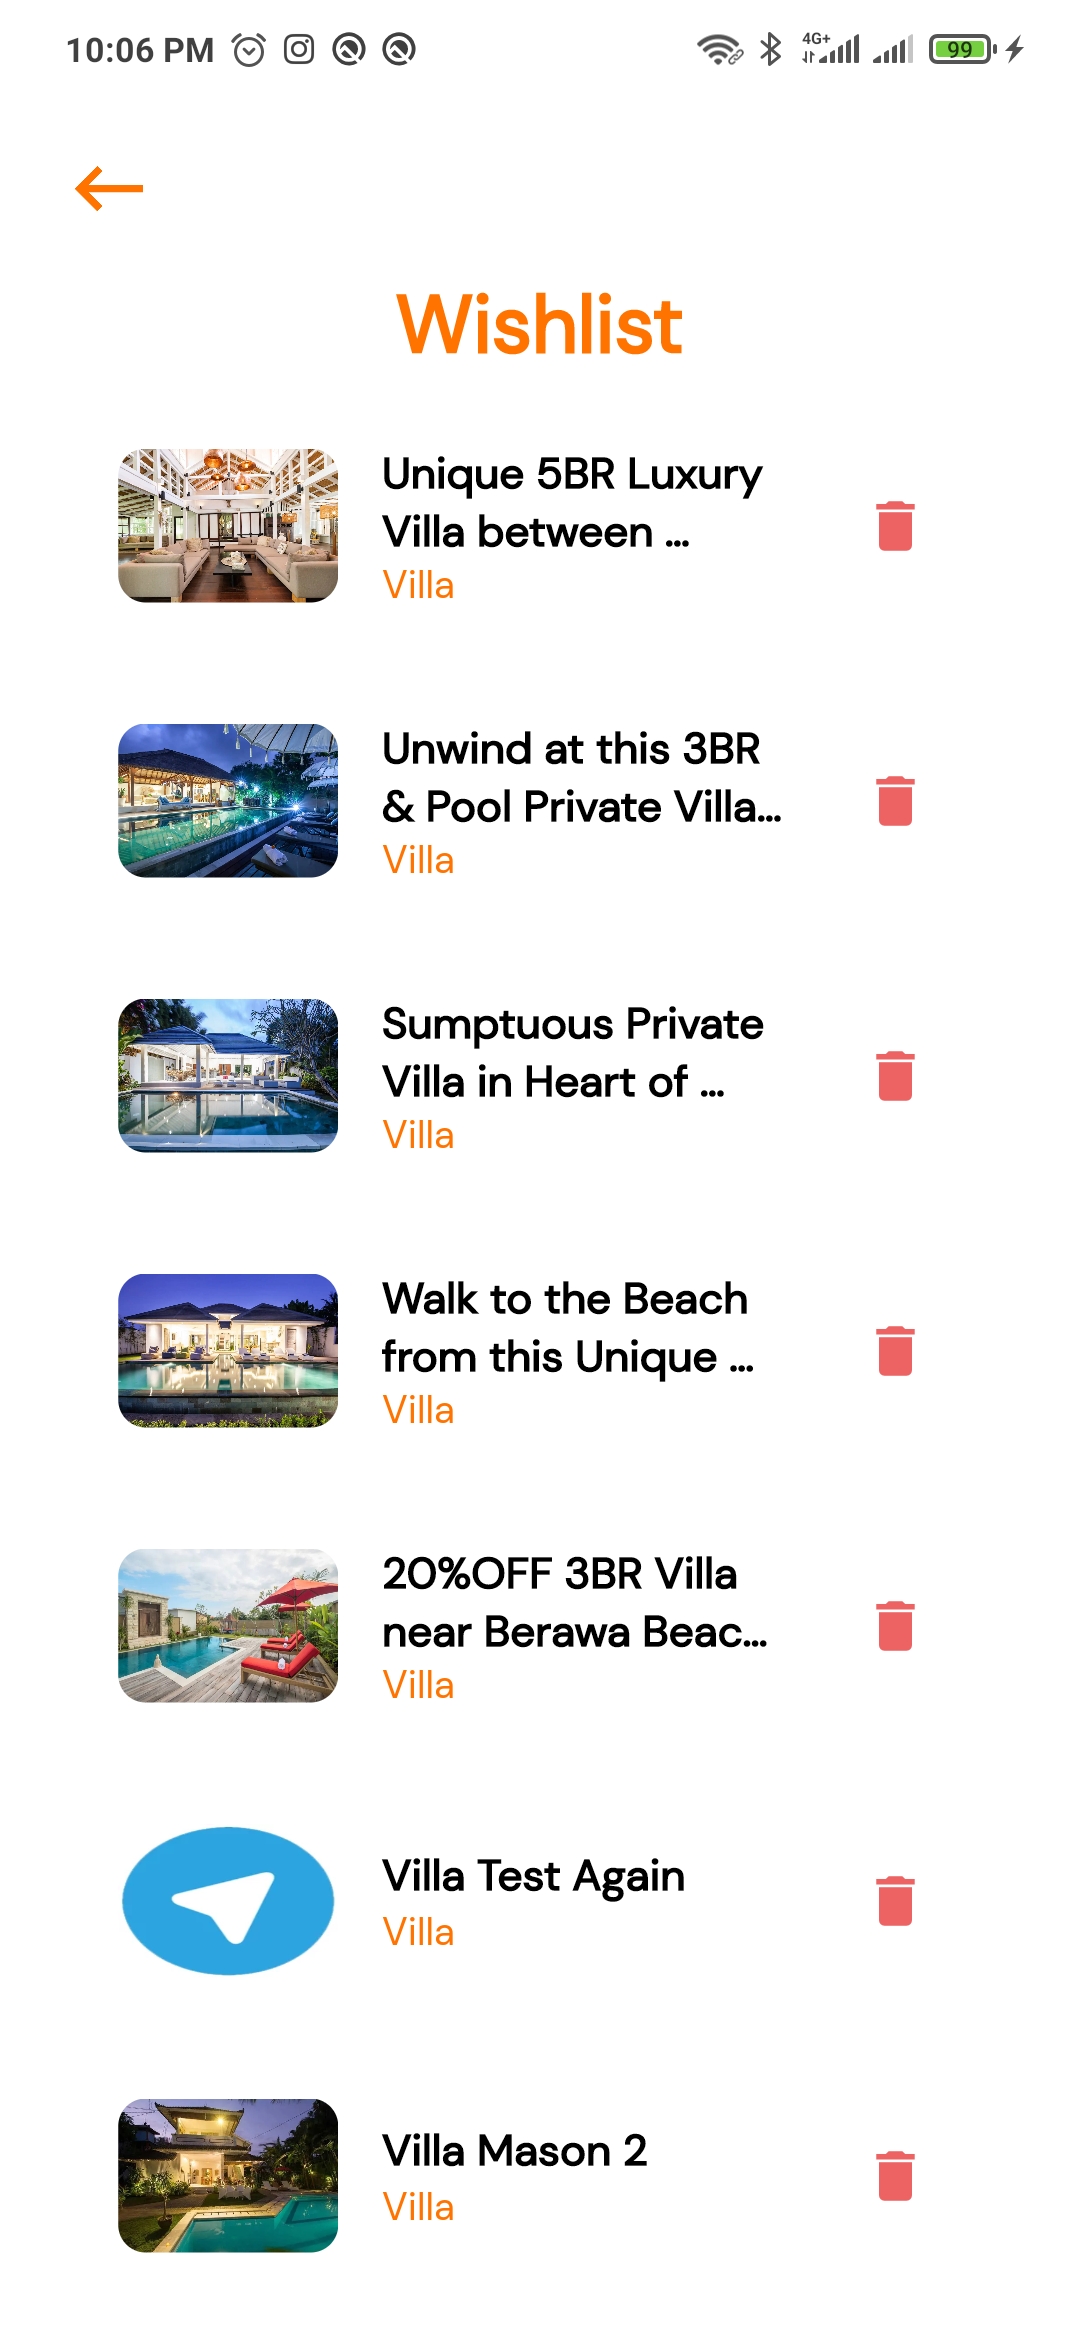 10:06 PM
4G+
99
Wishlist
Unique 5BR Luxury
Villa between ...
Villa
Unwind at this 3BR
& Pool Private Villa...
Villa
Sumptuous Private
Villa in Heart of ...
Villa
Walk to the Beach
from this Unique ...
Villa
20%OFF 3BR Villa
near Berawa Beac...
Villa
Villa Test Again
Villa
Villa Mason 2
Villa